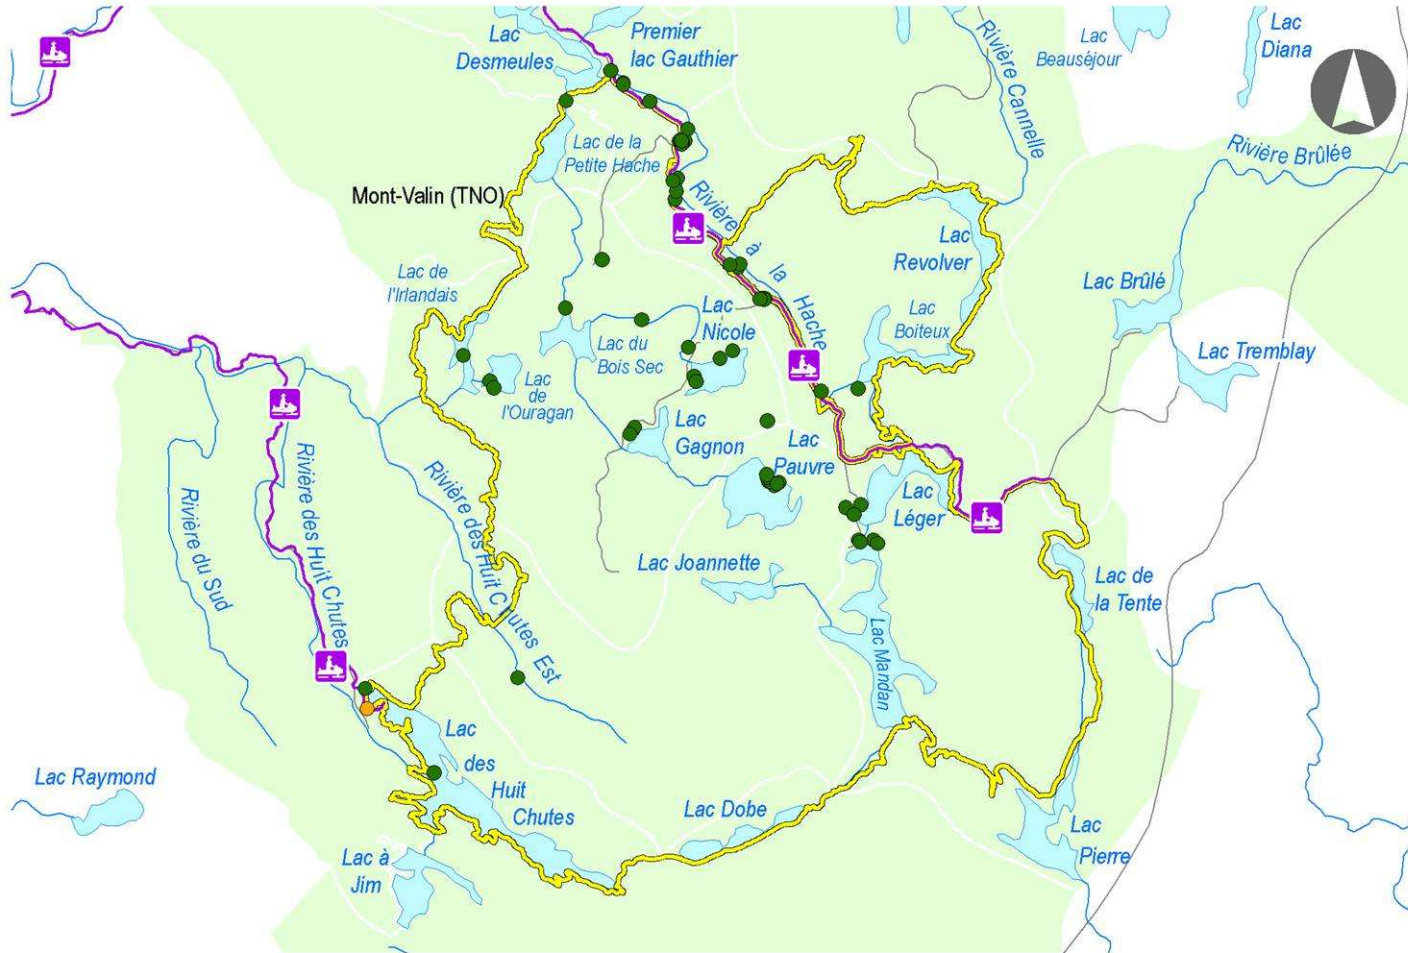 Lac
Desmeules
Premier
lac Gauthier
Rivière Cannelle
Lac
Beauséjour
Lac
Diana
Rivière Brûlée
Lac de la
Petite Hache
Mont-Valin (TNO)
Rivière à la Hache
Lac
Revolver
Lac de
l'Irlandais
Lac Brûlé
Lac
Nicole
Lac
Boiteux
Lac du
Bois Sec
Lac Tremblay
Lac
de
l'Ouragan
Lac
Gagnon
Lac
Pauvre
Rivière du Sud
Rivière des Huit Chutes
Rivière des Huit Chutes Est
Lac
Léger
Lac Joannette
Lac de
la Tente
Lac Mandan
Lac
des
Huit
Chutes
Lac Raymond
Lac Dobe
Lac
Pierre
Lac à
Jim